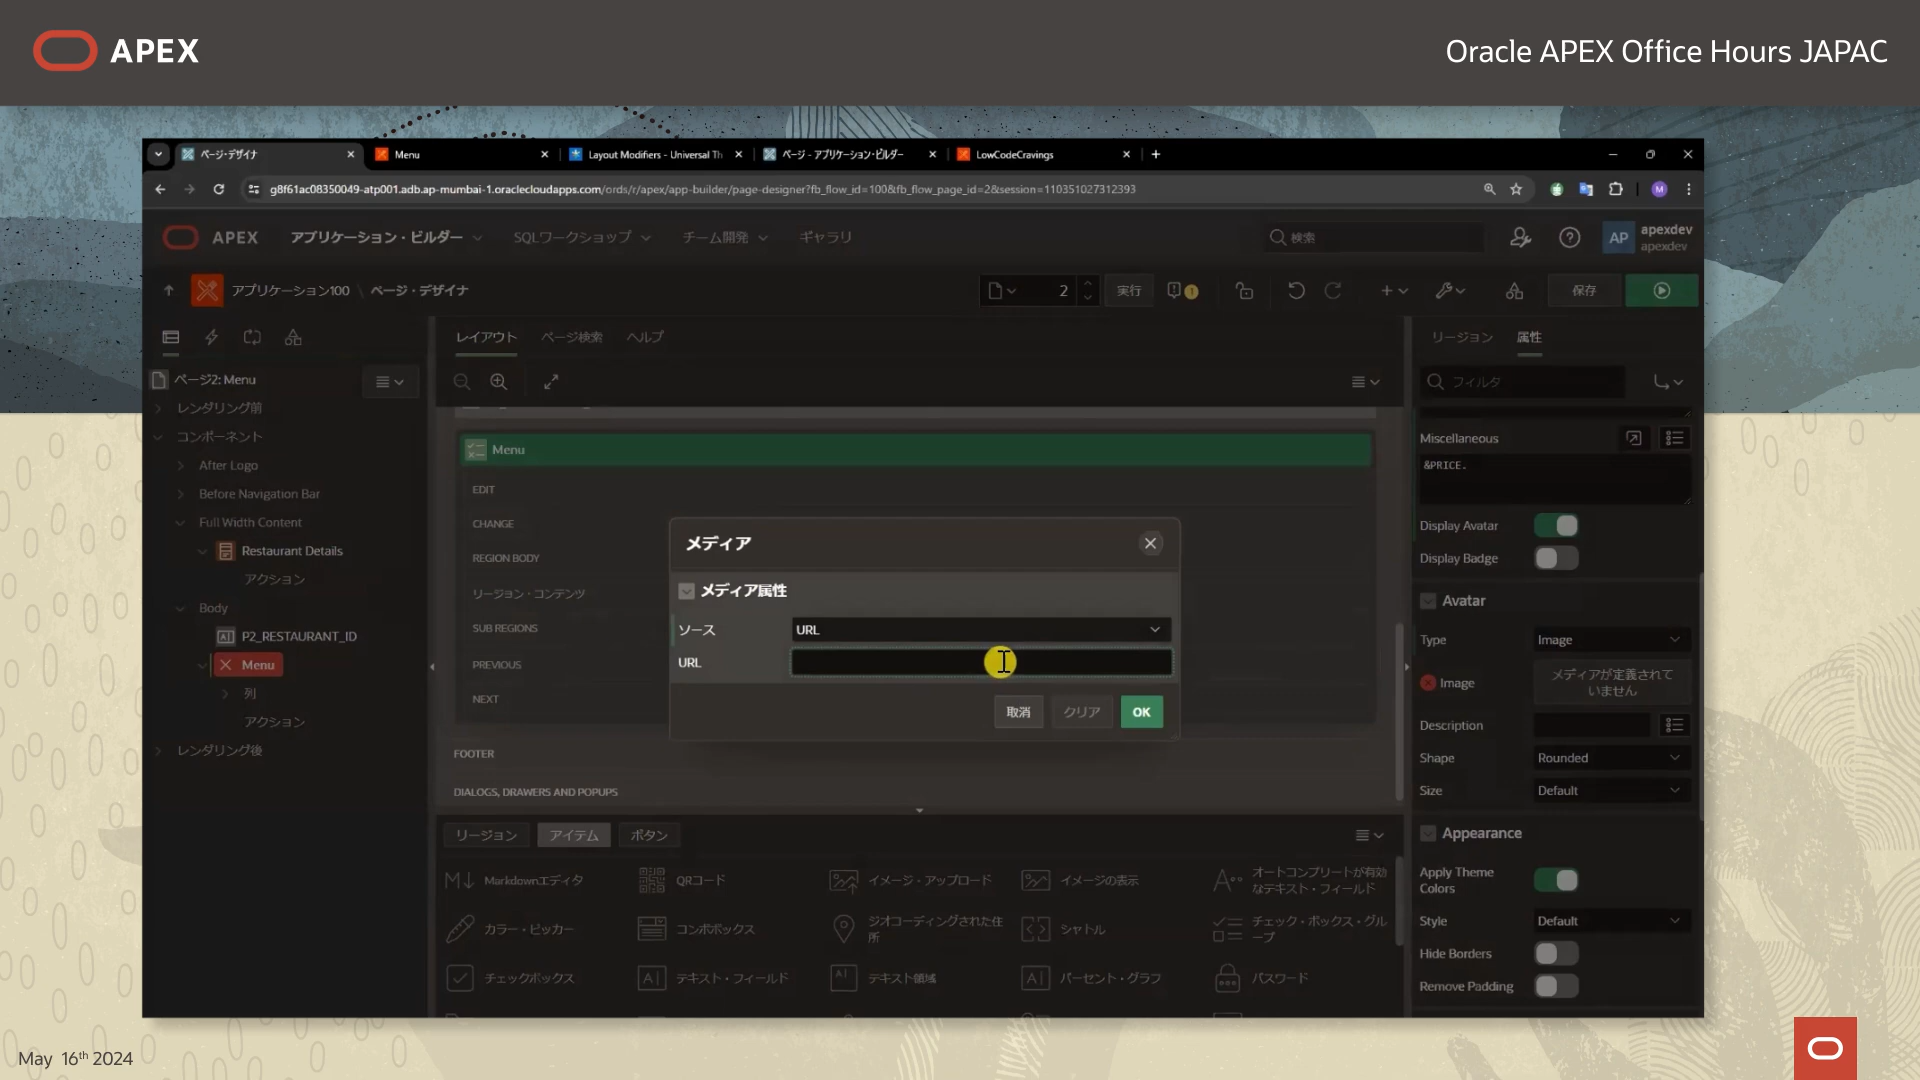 APEX
Oracle APEX Office Hours JAPAC
ページ・デザイナ
Menu
Layout Modifiers - Universal Th
ページ - アプリケーション・ビルダー
LowCodeCravings
g8f61ac08350049-atp001.adb.ap-mumbai-1.oraclecloudapps.com/ords/r/apex/app-builder/page-designer?fb_flow_id=100&fb_flow_page_id=2&session=110351027312393
M
APEX
アプリケーション・ビルダー
SQLワークショップ
チーム開発
ギャラリ
検索
AP
apexdev
apexdev
アプリケーション100 \ ページ・デザイナ
2
実行
保存
レイアウト
ページ検索
ヘルプ
リージョン
属性
フィルタ
ページ2: Menu
レンダリング前
コンポーネント
After Logo
Before Navigation Bar
Full Width Content
Restaurant Details
アクション
Body
P2_RESTAURANT_ID
Menu
列
アクション
レンダリング後
Menu
EDIT
CHANGE
REGION BODY
リージョン・コンテンツ
SUB REGIONS
PREVIOUS
NEXT
FOOTER
DIALOGS, DRAWERS AND POPUPS
メディア
メディア属性
ソース
URL
URL
取消
クリア
OK
Miscellaneous
&PRICE.
Display Avatar
Display Badge
Avatar
Type
Image
Image
メディアが定義されて
いません
Description
Shape
Rounded
Size
Default
Appearance
Apply Theme
Colors
Style
Default
Hide Borders
Remove Padding
リージョン
アイテム
ボタン
Markdownエディタ
QRコード
イメージ・アップロード
イメージの表示
オートコンプリートが有効
なテキスト・フィールド
カラー・ピッカー
コンボボックス
ジオコーディングされた住
所
シャトル
チェック・ボックス・グル
ープ
チェックボックス
テキスト・フィールド
テキスト領域
パーセント・グラフ
パスワード
May 16th 2024